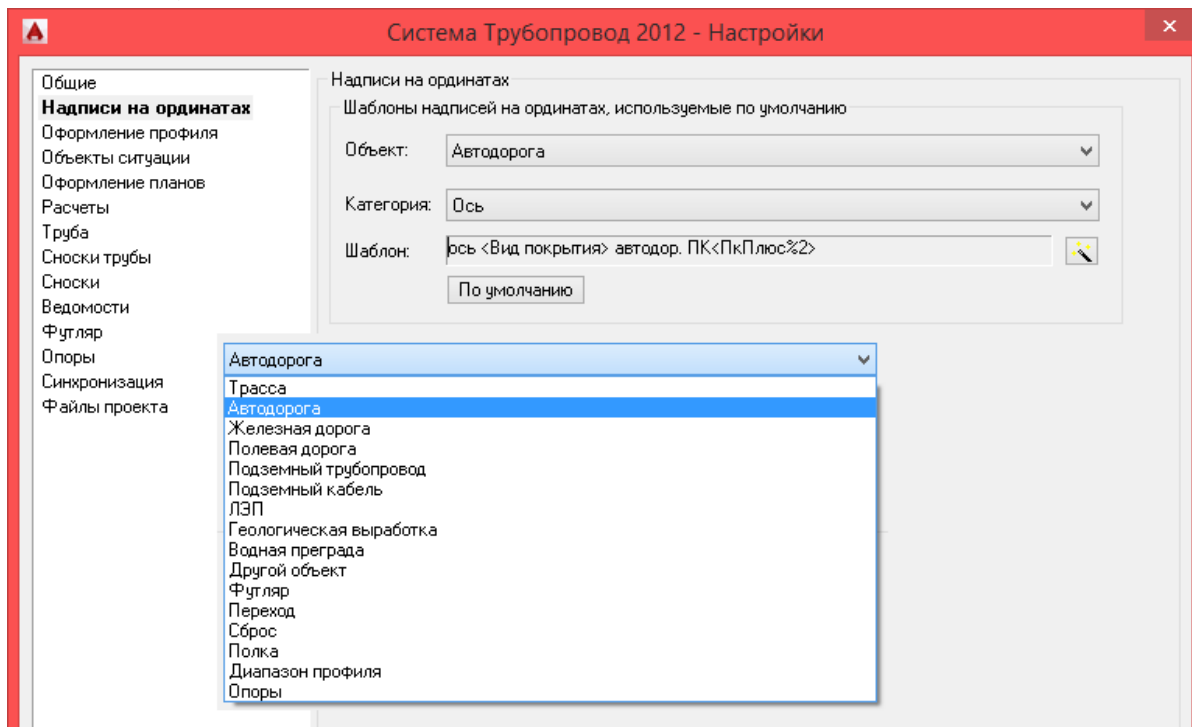 Система Трубопровод 2012 - Настройки
Общие
Надписи на ординатах
Оформление профиля
Объекты ситуации
Оформление планов
Расчеты
Труба
Сноски трубы
Сноски
Ведомости
Футляр
Опоры
Синхронизация
Файлы проекта
Надписи на ординатах
Шаблоны надписей на ординатах, используемые по умолчанию
Объект: Автодорога
Категория: Ось
Шаблон: ось <Вид покрытия> автодор. ПК<ПкПлюс%2>
По умолчанию
Автодорога
Трасса
Автодорога
Железная дорога
Полевая дорога
Подземный трубопровод
Подземный кабель
ЛЭП
Геологическая выработка
Водная преграда
Другой объект
Футляр
Переход
Сброс
Полка
Диапазон профиля
Опоры